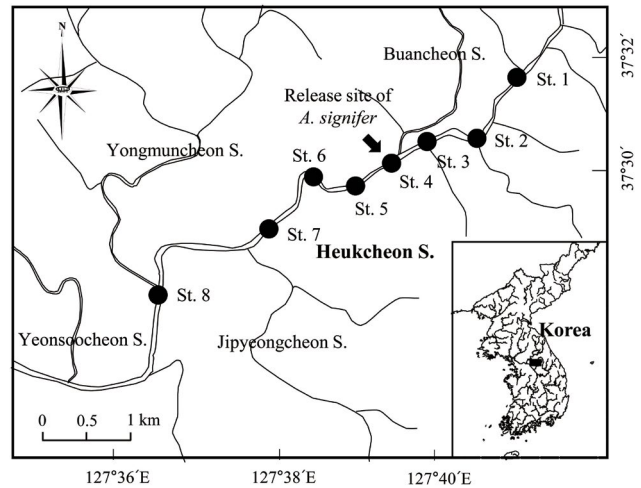 N
Buancheon S.
37°32′
St. 1
Release site of
A. signifer
Yongmuncheon S.
St. 2
St. 3
St. 6
St. 4
37°30′
St. 5
St. 7
Heukcheon S.
St. 8
Korea
Yeonsoocheon S.
Jipyeongcheon S.
0 0.5 1 km
127°36′E 127°38′E 127°40′E